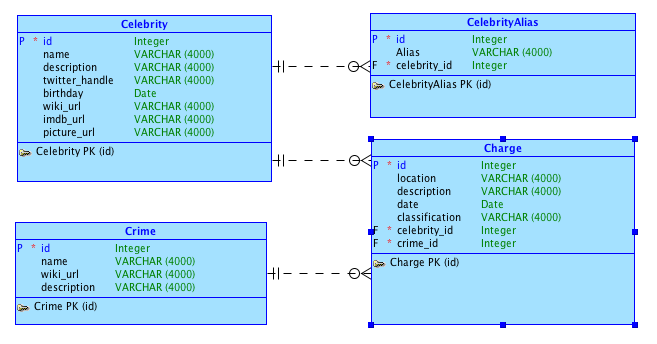 Celebrity
P * id Integer
name VARCHAR (4000)
description VARCHAR (4000)
twitter_handle VARCHAR (4000)
birthday Date
wiki_url VARCHAR (4000)
imdb_url VARCHAR (4000)
picture_url VARCHAR (4000)
Celebrity PK (id)
CelebrityAlias
P * id Integer
Alias VARCHAR (4000)
F * celebrity_id Integer
CelebrityAlias PK (id)
Charge
P * id Integer
location VARCHAR (4000)
description VARCHAR (4000)
date Date
classification VARCHAR (4000)
F * celebrity_id Integer
F * crime_id Integer
Charge PK (id)
Crime
P * id Integer
name VARCHAR (4000)
wiki_url VARCHAR (4000)
description VARCHAR (4000)
Crime PK (id)